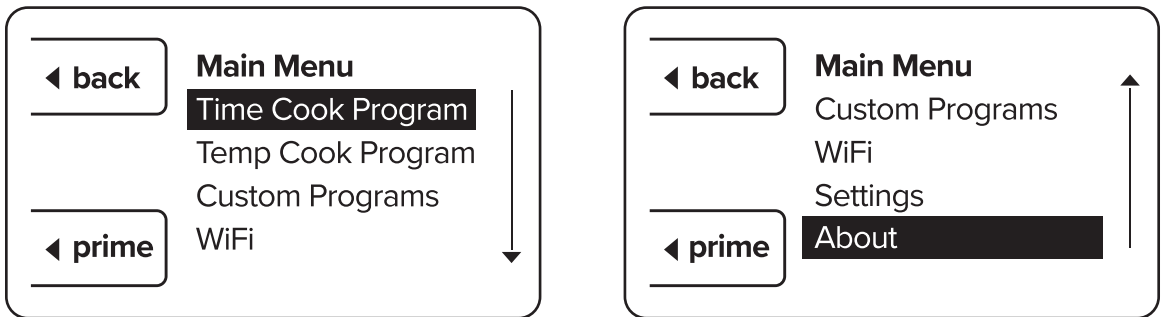 back
prime
Main Menu
Time Cook Program
Temp Cook Program
Custom Programs
WiFi
back
prime
Main Menu
Custom Programs
WiFi
Settings
About